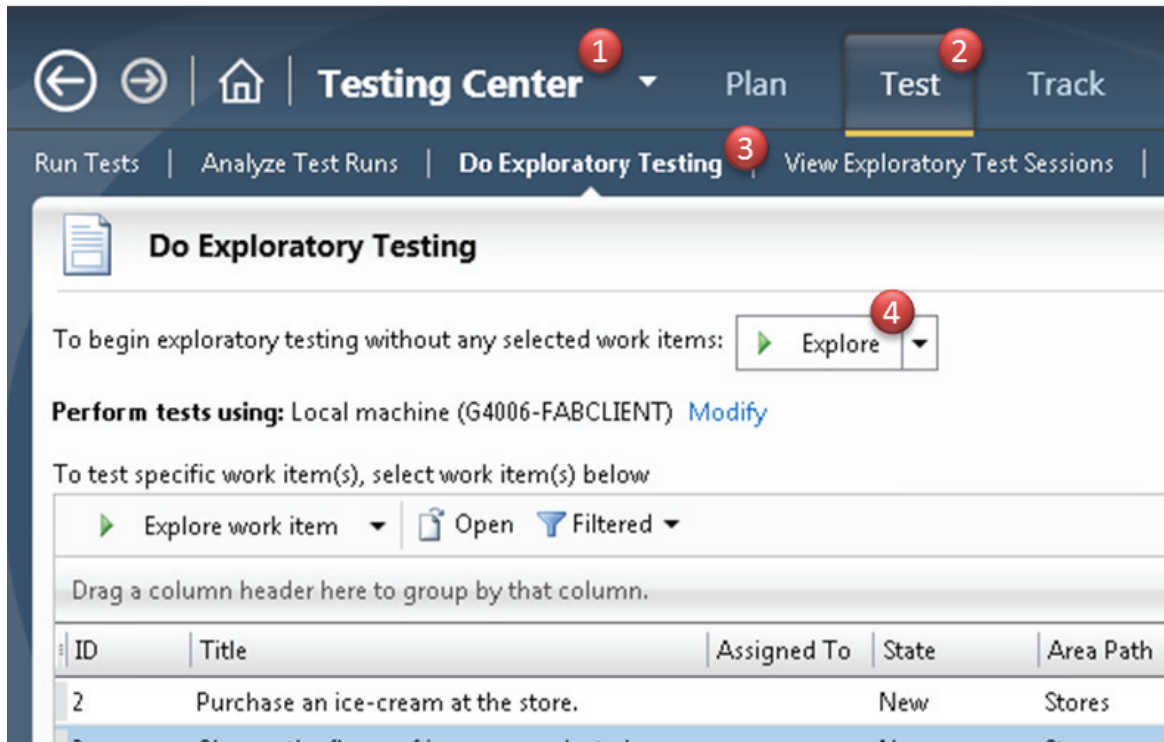 Testing Center 1 Plan Test 2 Track
Run Tests | Analyze Test Runs | Do Exploratory Testing 3 | View Exploratory Test Sessions |
Do Exploratory Testing
To begin exploratory testing without any selected work items: Explore 4
Perform tests using: Local machine (G4006-FABCLIENT) Modify
To test specific work item(s), select work item(s) below
Explore work item Open Filtered
Drag a column header here to group by that column.
ID Title Assigned To State Area Path
2 Purchase an ice-cream at the store. New Stores